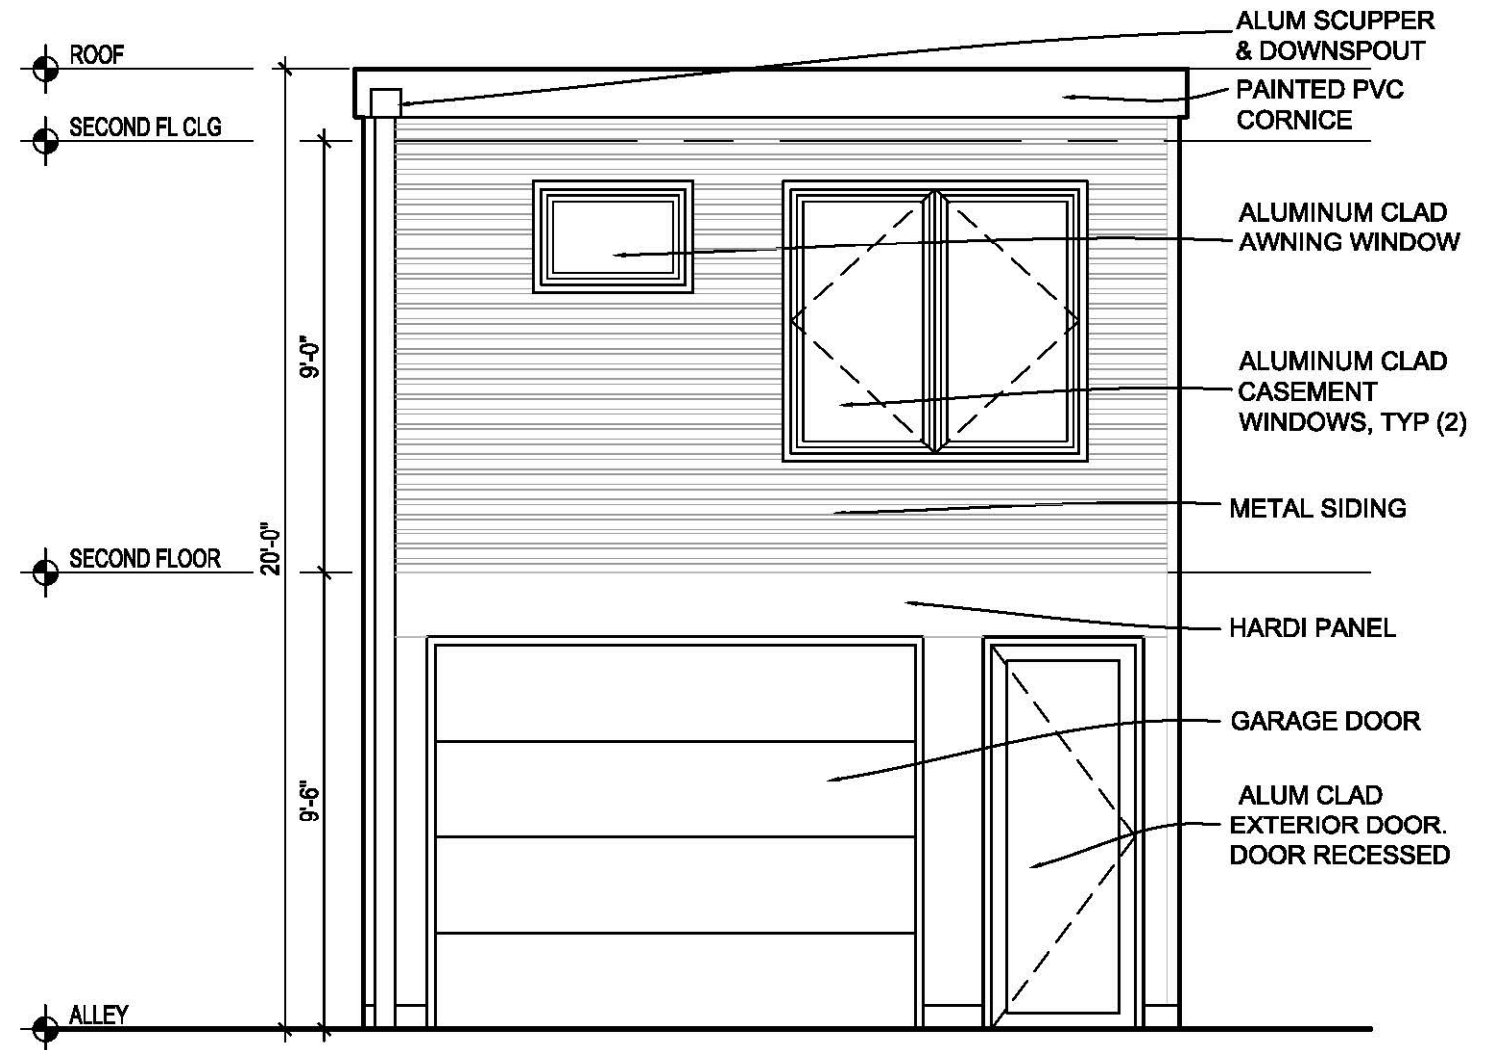 ROOF
SECOND FL CLG
9'-0"
20'-0"
SECOND FLOOR
9'-6"
ALLEY
ALUM SCUPPER
& DOWNSPOUT
PAINTED PVC
CORNICE
ALUMINUM CLAD
AWNING WINDOW
ALUMINUM CLAD
CASEMENT
WINDOWS, TYP (2)
METAL SIDING
HARDI PANEL
GARAGE DOOR
ALUM CLAD
EXTERIOR DOOR.
DOOR RECESSED